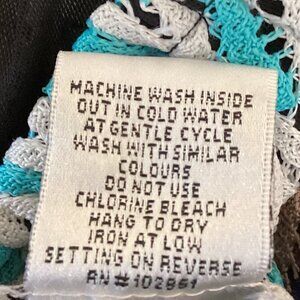 MACHINE WASH INSIDE
OUT IN COLD WATER
AT GENTLE CYCLE
WASH WITH SIMILAR
COLOURS
DO NOT USE
CHLORINE BLEACH
HANG TO DRY
IRON AT LOW
SETTING ON REVERSE
RN#102861